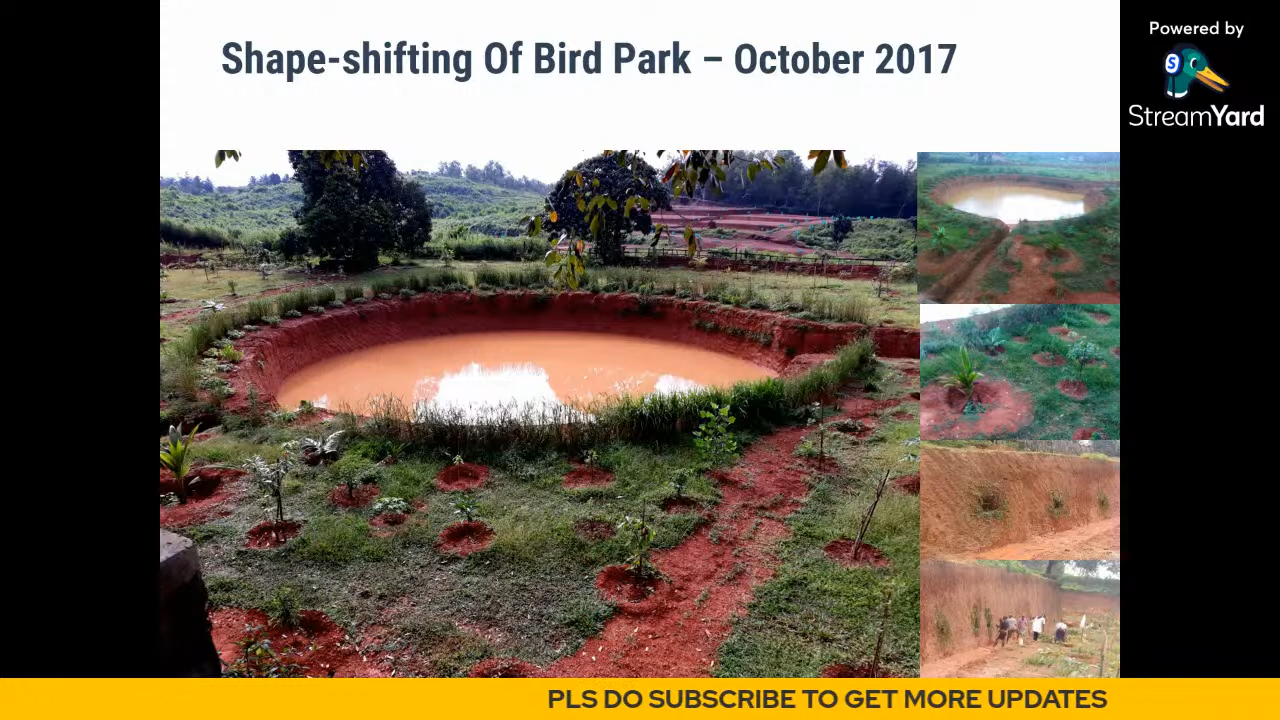 Shape-shifting Of Bird Park – October 2017
Powered by
S
StreamYard
PLS DO SUBSCRIBE TO GET MORE UPDATES